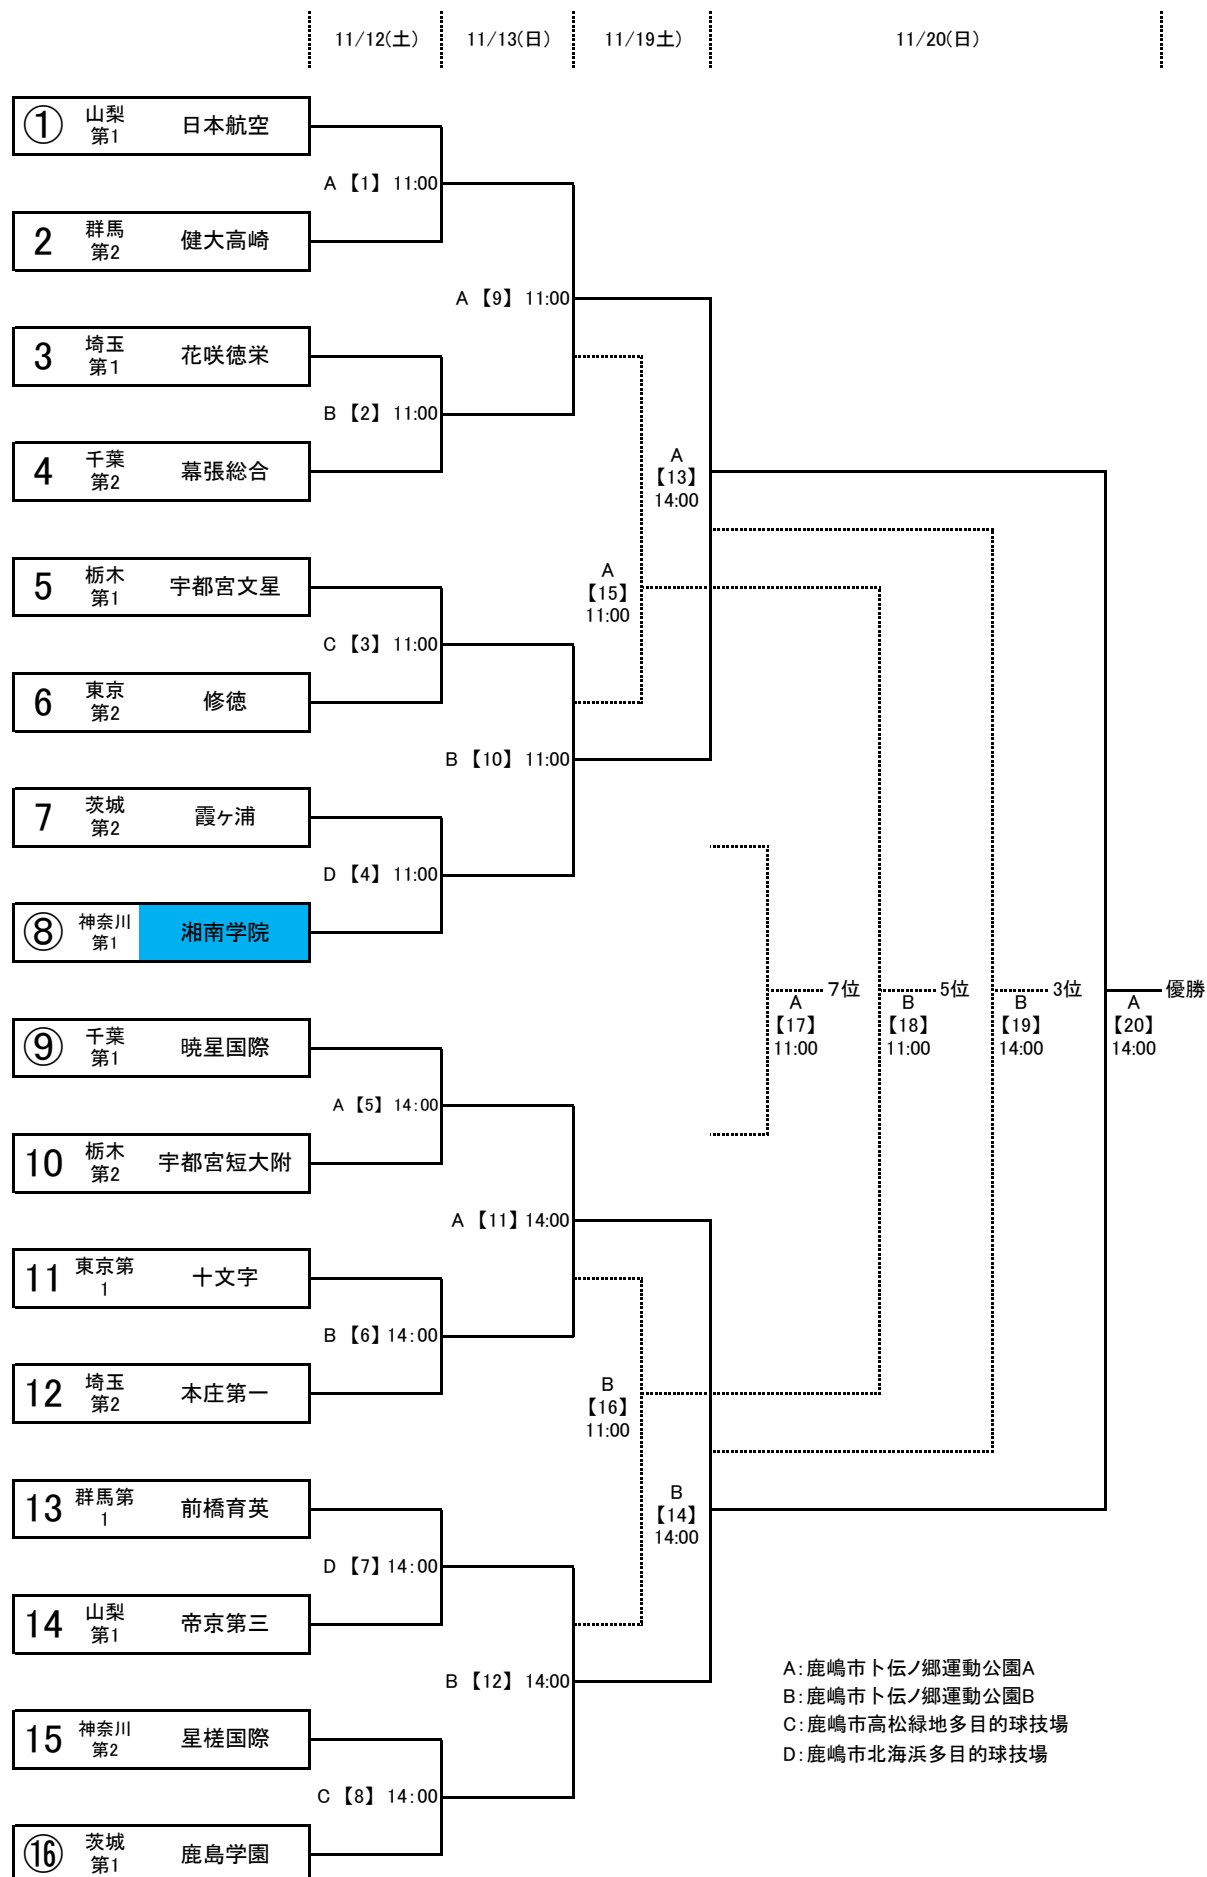 11/12(土)
11/13(日)
11/19土)
11/20(日)
① 山梨 第1 日本航空
A 【1】 11:00
2 群馬 第2 健大高崎
A 【9】 11:00
3 埼玉 第1 花咲徳栄
B 【2】 11:00
4 千葉 第2 幕張総合
A
【13】
14:00
5 栃木 第1 宇都宮文星
A
【15】
11:00
C 【3】 11:00
6 東京 第2 修徳
B 【10】 11:00
7 茨城 第2 霞ヶ浦
D 【4】 11:00
⑧ 神奈川 第1 湘南学院
7位
A
【17】
11:00
5位
B
【18】
11:00
3位
B
【19】
14:00
優勝
A
【20】
14:00
⑨ 千葉 第1 暁星国際
A 【5】 14:00
10 栃木 第2 宇都宮短大附
A 【11】 14:00
11 東京第 1 十文字
B 【6】 14:00
12 埼玉 第2 本庄第一
B
【16】
11:00
13 群馬第 1 前橋育英
B
【14】
14:00
D 【7】 14:00
14 山梨 第1 帝京第三
B 【12】 14:00
15 神奈川 第2 星槎国際
C 【8】 14:00
⑯ 茨城 第1 鹿島学園
A:鹿嶋市卜伝ノ郷運動公園A
B:鹿嶋市卜伝ノ郷運動公園B
C:鹿嶋市高松緑地多目的球技場
D:鹿嶋市北海浜多目的球技場